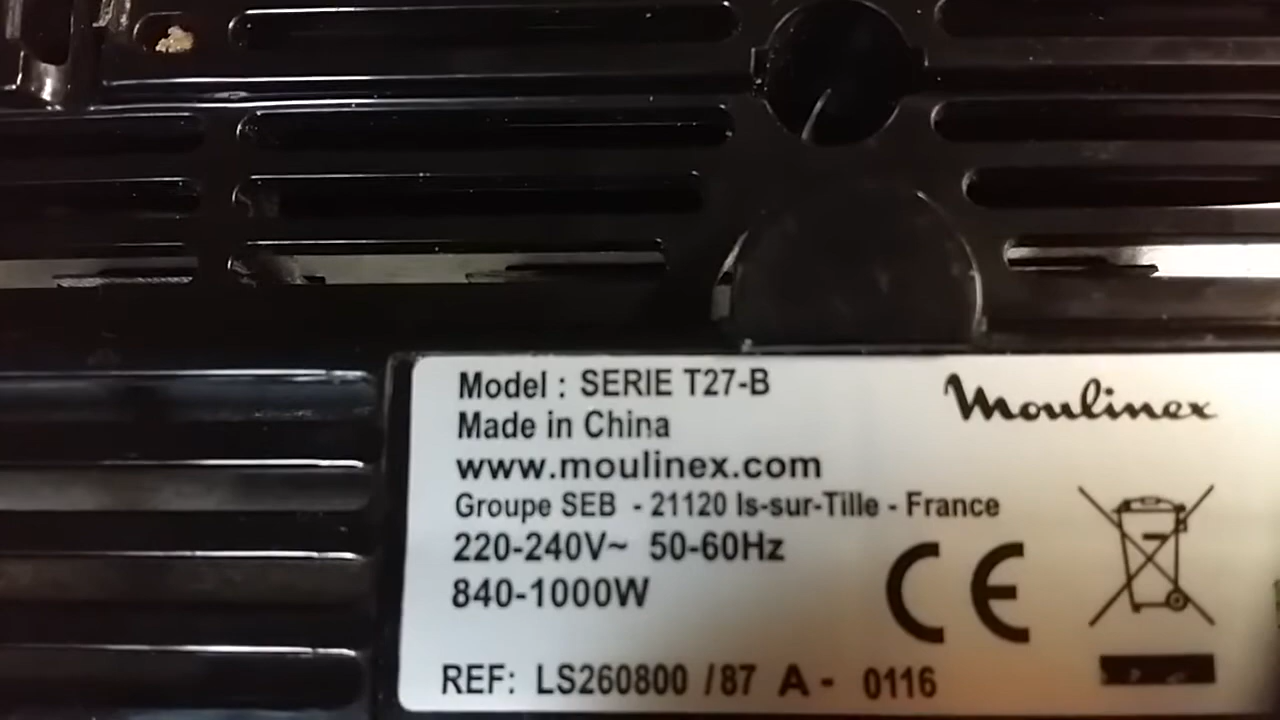 Model : SERIE T27-B
Moulinex
Made in China
www.moulinex.com
Groupe SEB - 21120 Is-sur-Tille - France
220-240V~ 50-60Hz
840-1000W
CE
REF: LS260800 /87 A - 0116